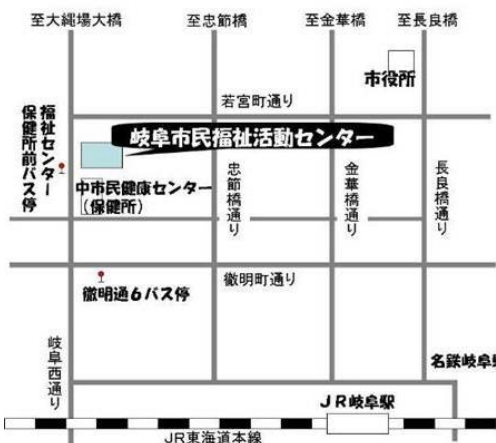 至大縄場大橋
至忠節橋
至金華橋
至長良橋
市役所
若宮町通り
岐阜市民福祉活動センター
福祉センター
保健所前バス停
中市民健康センター
(保健所)
忠節橋通り
金華橋通り
長良橋通り
徹明町通り
徹明通6バス停
岐阜西通り
名鉄岐阜駅
JR岐阜駅
JR東海道本線